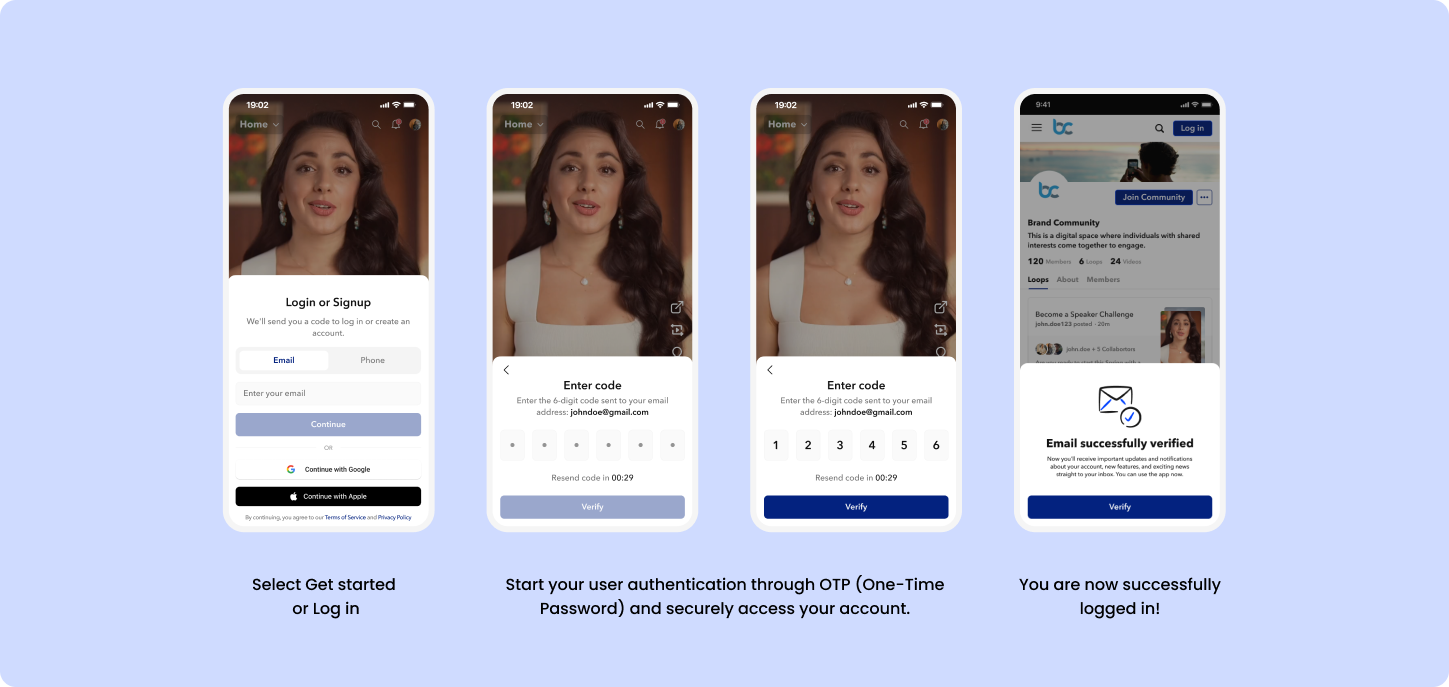 19:02
Home
Login or Signup
We'll send you a code to log in or create an
account.
Email
Phone
Enter your email
Continue
OR
Continue with Google
Continue with Apple
By continuing, you agree to our Terms of Service and Privacy Policy
19:02
Home
Enter code
Enter the 6-digit code sent to your email
address: johndoe@gmail.com
Resend code in 00:29
Verify
19:02
Home
Enter code
Enter the 6-digit code sent to your email
address: johndoe@gmail.com
1 2 3 4 5 6
Resend code in 00:29
Verify
9:41
bc
Log in
bc
Join Community
Brand Community
This is a digital space where individuals with shared
interests come together to engage.
120 Members 6 Loops 24 Videos
Loops About Members
Become a Speaker Challenge
john.doe123 posted · 20m
john.doe + 5 Collaborators
Email successfully verified
Now you'll receive important updates and notifications
about your account, new features, and exciting news
straight to your inbox. You can use the app now.
Verify
Select Get started
or Log in
Start your user authentication through OTP (One-Time
Password) and securely access your account.
You are now successfully
logged in!